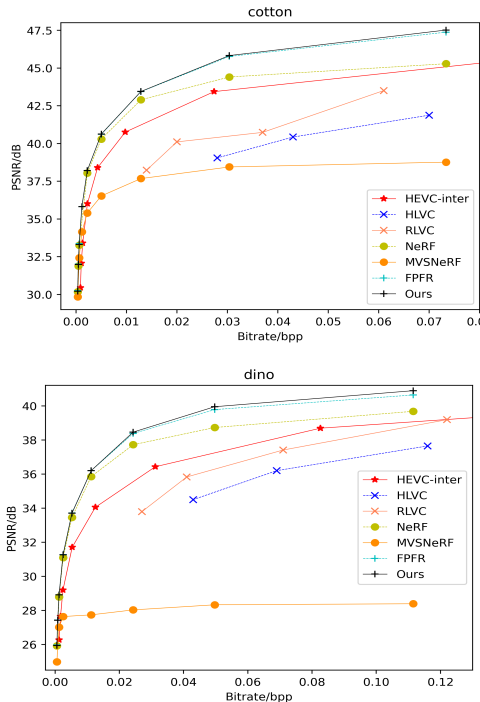 cotton
47.5
45.0
42.5
40.0
37.5
35.0
32.5
30.0
PSNR/dB
HEVC-inter
HLVC
RLVC
NeRF
MVSNeRF
FPFR
Ours
0.00 0.01 0.02 0.03 0.04 0.05 0.06 0.07
Bitrate/bpp
dino
40
38
36
34
32
30
28
26
PSNR/dB
HEVC-inter
HLVC
RLVC
NeRF
MVSNeRF
FPFR
Ours
0.00 0.02 0.04 0.06 0.08 0.10 0.12
Bitrate/bpp